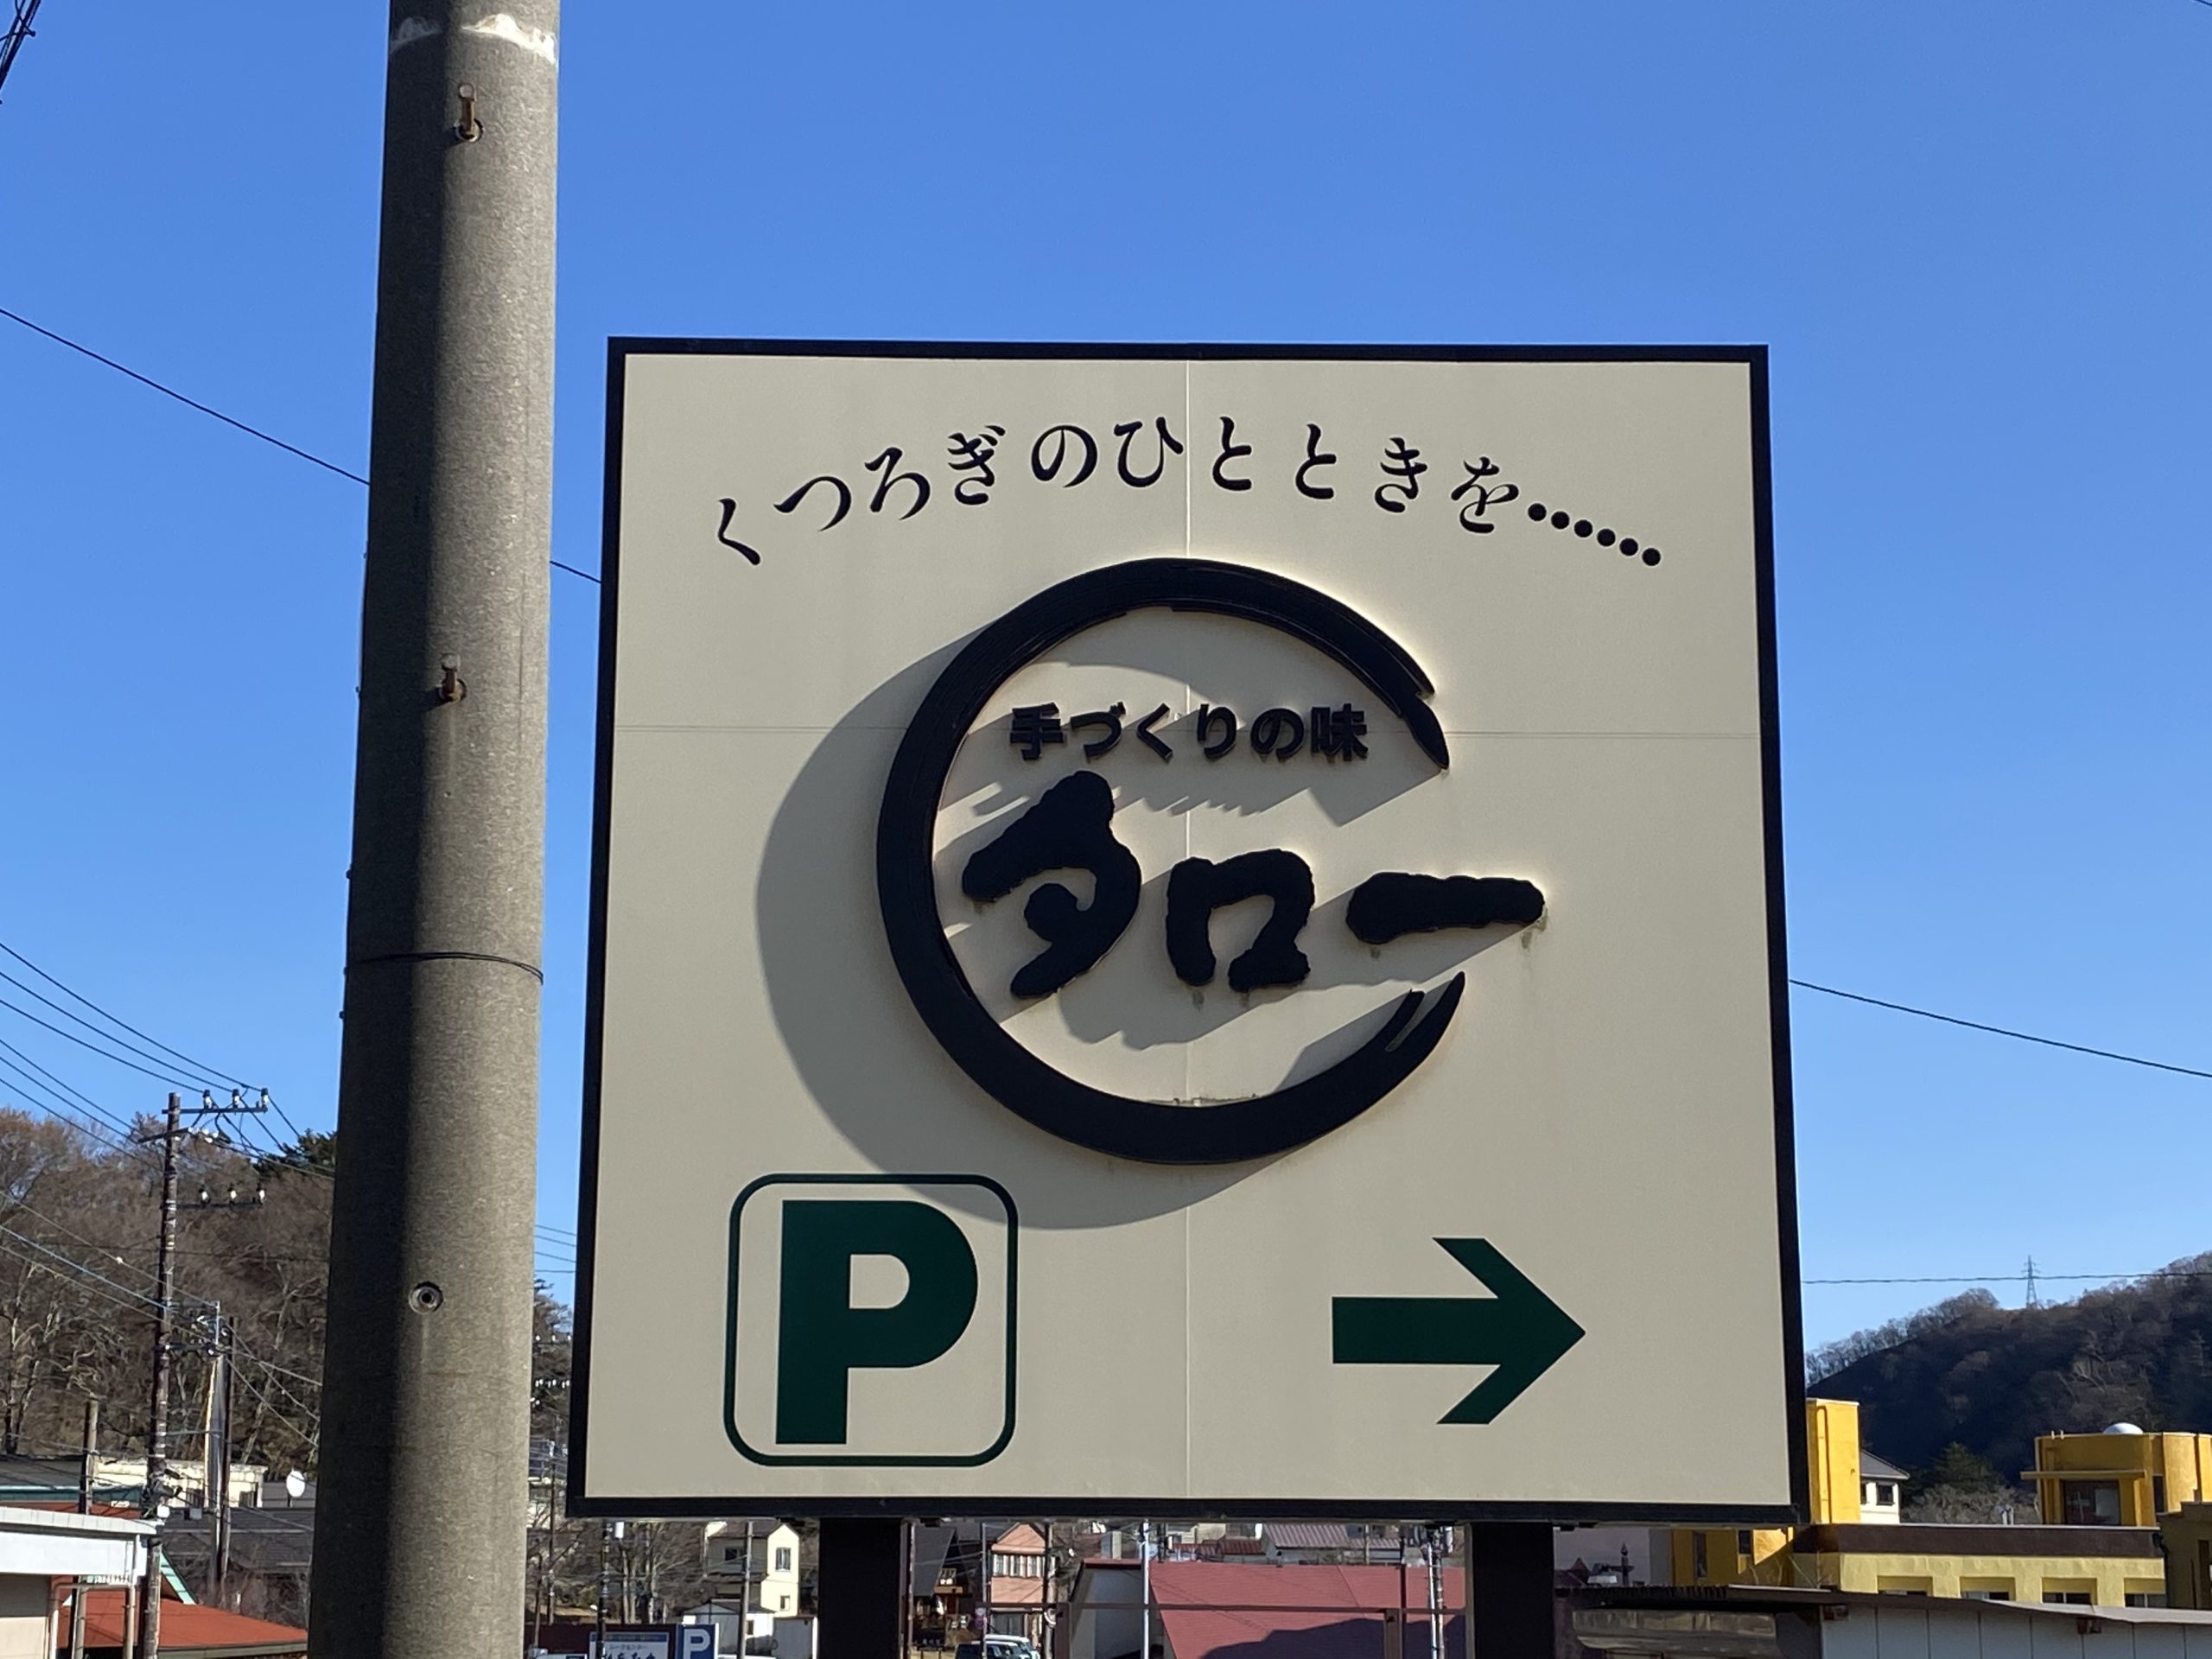 くつろぎのひとときを……
手づくりの味
タロー
P
P